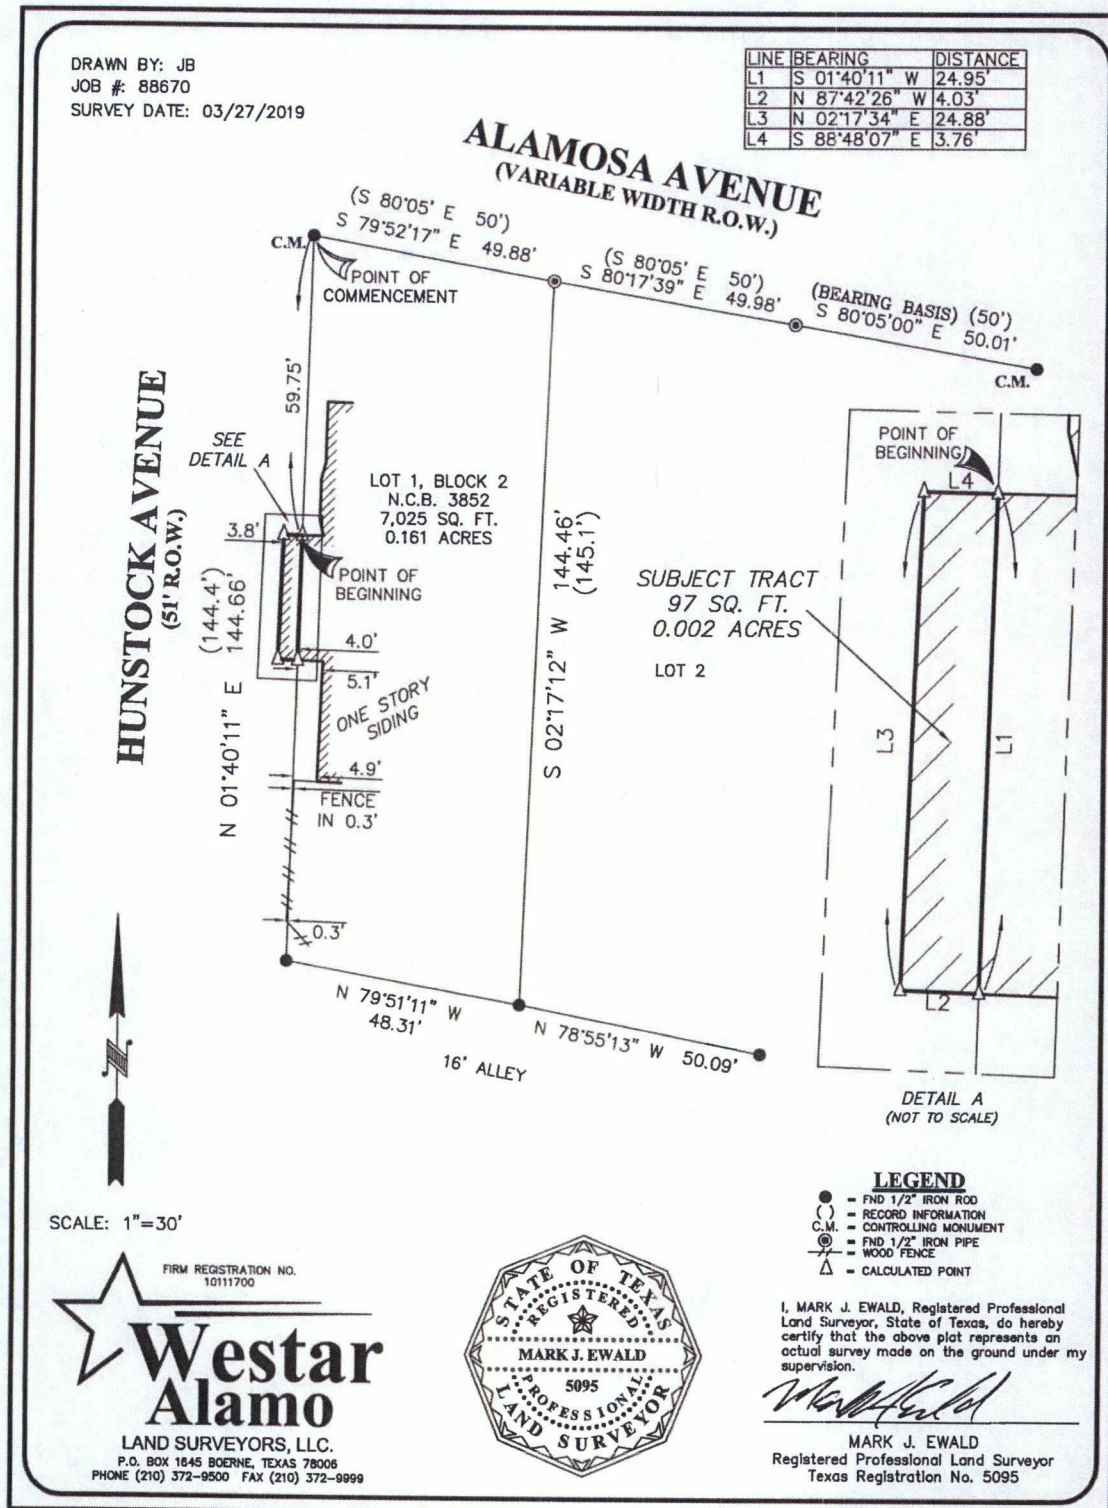 DRAWN BY: JB
JOB #: 88670
SURVEY DATE: 03/27/2019
LINE BEARING DISTANCE
L1 S 01°40'11" W 24.95'
L2 N 87°42'26" W 4.03'
L3 N 02°17'34" E 24.88'
L4 S 88°48'07" E 3.76'
ALAMOSA AVENUE
(VARIABLE WIDTH R.O.W.)
(S 80°05' E 50')
S 79°52'17" E 49.88'
(S 80°05' E 50')
S 80°17'39" E 49.98'
(BEARING BASIS) (50')
S 80°05'00" E 50.01'
C.M.
C.M.
POINT OF
COMMENCEMENT
59.75'
HUNSTOCK AVENUE
(51' R.O.W.)
SEE
DETAIL A
LOT 1, BLOCK 2
N.C.B. 3852
7,025 SQ. FT.
0.161 ACRES
3.8'
POINT OF
BEGINNING
(144.4')
144.66'
N 01°40'11" E
4.0'
5.1'
ONE STORY
SIDING
4.9'
FENCE
IN 0.3'
0.3'
S 02°17'12" W 144.46'
(145.1')
SUBJECT TRACT
97 SQ. FT.
0.002 ACRES
LOT 2
POINT OF
BEGINNING
L4
L3
L1
L2
DETAIL A
(NOT TO SCALE)
N 79°51'11" W
48.31'
N 78°55'13" W 50.09'
16' ALLEY
SCALE: 1"=30'
LEGEND
= FND 1/2" IRON ROD
( ) = RECORD INFORMATION
C.M. = CONTROLLING MONUMENT
= FND 1/2" IRON PIPE
= WOOD FENCE
= CALCULATED POINT
FIRM REGISTRATION NO.
10111700
Westar
Alamo
LAND SURVEYORS, LLC.
P.O. BOX 1645 BOERNE, TEXAS 78006
PHONE (210) 372-9500 FAX (210) 372-9999
STATE OF TEXAS
REGISTERED
MARK J. EWALD
5095
PROFESSIONAL
LAND SURVEYOR
I, MARK J. EWALD, Registered Professional
Land Surveyor, State of Texas, do hereby
certify that the above plat represents an
actual survey made on the ground under my
supervision.
MARK J. EWALD
Registered Professional Land Surveyor
Texas Registration No. 5095